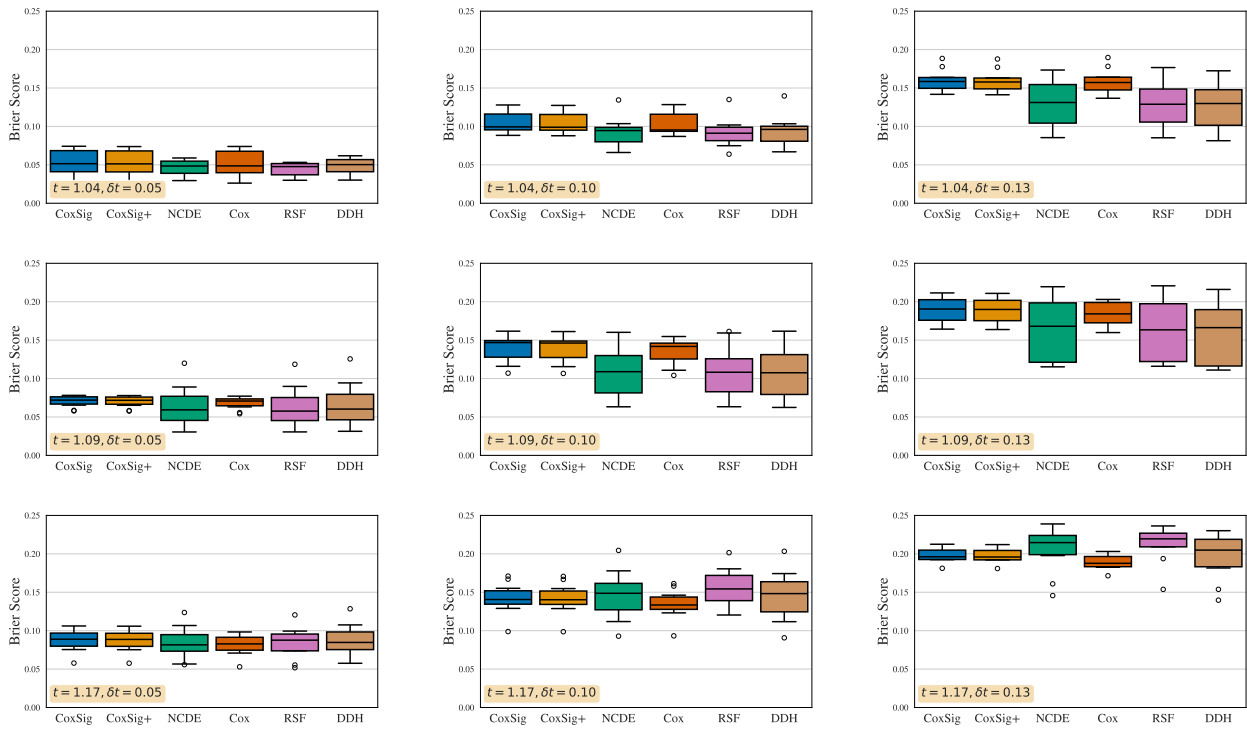 0.25
0.20
0.15
0.10
0.05
0.00
Brier Score
t = 1.04, δt = 0.05
CoxSig CoxSig+ NCDE Cox RSF DDH
0.25
0.20
0.15
0.10
0.05
0.00
Brier Score
t = 1.04, δt = 0.10
CoxSig CoxSig+ NCDE Cox RSF DDH
0.25
0.20
0.15
0.10
0.05
0.00
Brier Score
t = 1.04, δt = 0.13
CoxSig CoxSig+ NCDE Cox RSF DDH
0.25
0.20
0.15
0.10
0.05
0.00
Brier Score
t = 1.09, δt = 0.05
CoxSig CoxSig+ NCDE Cox RSF DDH
0.25
0.20
0.15
0.10
0.05
0.00
Brier Score
t = 1.09, δt = 0.10
CoxSig CoxSig+ NCDE Cox RSF DDH
0.25
0.20
0.15
0.10
0.05
0.00
Brier Score
t = 1.09, δt = 0.13
CoxSig CoxSig+ NCDE Cox RSF DDH
0.25
0.20
0.15
0.10
0.05
0.00
Brier Score
t = 1.17, δt = 0.05
CoxSig CoxSig+ NCDE Cox RSF DDH
0.25
0.20
0.15
0.10
0.05
0.00
Brier Score
t = 1.17, δt = 0.10
CoxSig CoxSig+ NCDE Cox RSF DDH
0.25
0.20
0.15
0.10
0.05
0.00
Brier Score
t = 1.17, δt = 0.13
CoxSig CoxSig+ NCDE Cox RSF DDH